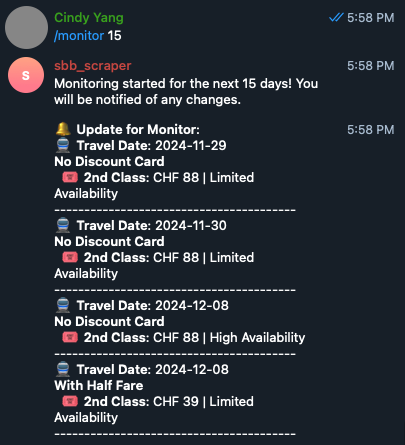 Cindy Yang 5:58 PM
/monitor 15
S
sbb_scraper 5:58 PM
Monitoring started for the next 15 days! You
will be notified of any changes.
🔔 Update for Monitor: 5:58 PM
🚆 Travel Date: 2024-11-29
No Discount Card
🎟 2nd Class: CHF 88 | Limited
Availability
----------------------------------------
🚆 Travel Date: 2024-11-30
No Discount Card
🎟 2nd Class: CHF 88 | Limited
Availability
----------------------------------------
🚆 Travel Date: 2024-12-08
No Discount Card
🎟 2nd Class: CHF 88 | High Availability
----------------------------------------
🚆 Travel Date: 2024-12-08
With Half Fare
🎟 2nd Class: CHF 39 | Limited
Availability
----------------------------------------